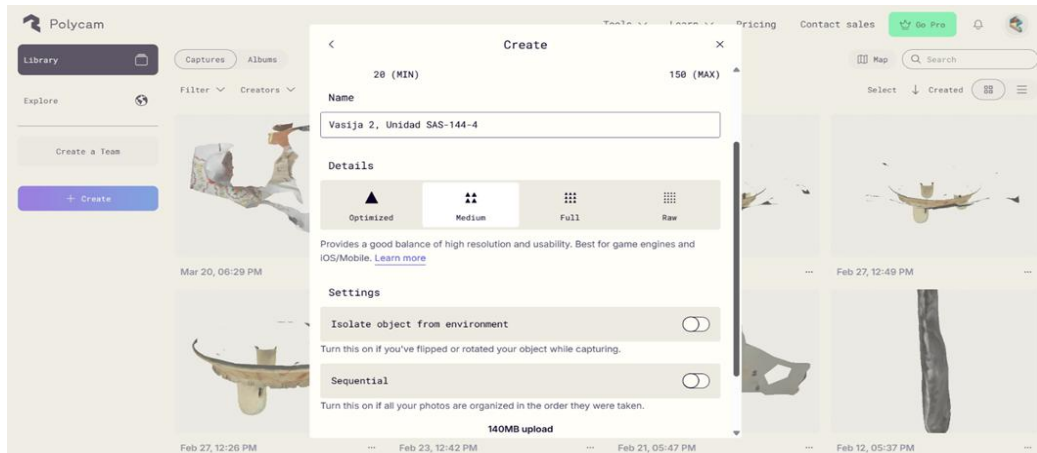 Polycam
Tools Learn Pricing Contact sales Go Pro
Library
Explore
Create a Team
+ Create
Captures Albums
Map Search
Filter Creators
Select ↓ Created
Mar 20, 06:29 PM
Feb 27, 12:49 PM
Feb 27, 12:26 PM
Feb 23, 12:42 PM
Feb 21, 05:47 PM
Feb 12, 05:37 PM
Create
20 (MIN) 150 (MAX)
Name
Vasija 2, Unidad SAS-144-4
Details
Optimized Medium Full Raw
Provides a good balance of high resolution and usability. Best for game engines and
iOS/Mobile. Learn more
Settings
Isolate object from environment
Turn this on if you've flipped or rotated your object while capturing.
Sequential
Turn this on if all your photos are organized in the order they were taken.
140MB upload